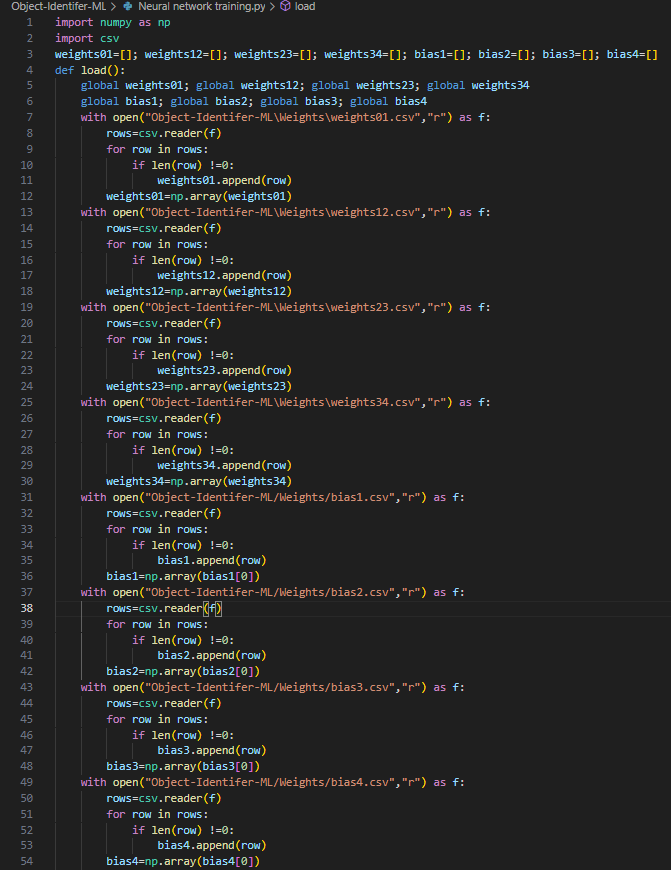 Object-Identifer-ML > Neural network training.py > load
1 import numpy as np
2 import csv
3 weights01=[]; weights12=[]; weights23=[]; weights34=[]; bias1=[]; bias2=[]; bias3=[]; bias4=[]
4 def load():
5     global weights01; global weights12; global weights23; global weights34
6     global bias1; global bias2; global bias3; global bias4
7     with open("Object-Identifer-ML\Weights\weights01.csv","r") as f:
8         rows=csv.reader(f)
9         for row in rows:
10             if len(row) !=0:
11                 weights01.append(row)
12         weights01=np.array(weights01)
13     with open("Object-Identifer-ML\Weights\weights12.csv","r") as f:
14         rows=csv.reader(f)
15         for row in rows:
16             if len(row) !=0:
17                 weights12.append(row)
18         weights12=np.array(weights12)
19     with open("Object-Identifer-ML\Weights\weights23.csv","r") as f:
20         rows=csv.reader(f)
21         for row in rows:
22             if len(row) !=0:
23                 weights23.append(row)
24         weights23=np.array(weights23)
25     with open("Object-Identifer-ML\Weights\weights34.csv","r") as f:
26         rows=csv.reader(f)
27         for row in rows:
28             if len(row) !=0:
29                 weights34.append(row)
30         weights34=np.array(weights34)
31     with open("Object-Identifer-ML/Weights/bias1.csv","r") as f:
32         rows=csv.reader(f)
33         for row in rows:
34             if len(row) !=0:
35                 bias1.append(row)
36         bias1=np.array(bias1[0])
37     with open("Object-Identifer-ML/Weights/bias2.csv","r") as f:
38         rows=csv.reader(f)
39         for row in rows:
40             if len(row) !=0:
41                 bias2.append(row)
42         bias2=np.array(bias2[0])
43     with open("Object-Identifer-ML/Weights/bias3.csv","r") as f:
44         rows=csv.reader(f)
45         for row in rows:
46             if len(row) !=0:
47                 bias3.append(row)
48         bias3=np.array(bias3[0])
49     with open("Object-Identifer-ML/Weights/bias4.csv","r") as f:
50         rows=csv.reader(f)
51         for row in rows:
52             if len(row) !=0:
53                 bias4.append(row)
54         bias4=np.array(bias4[0])